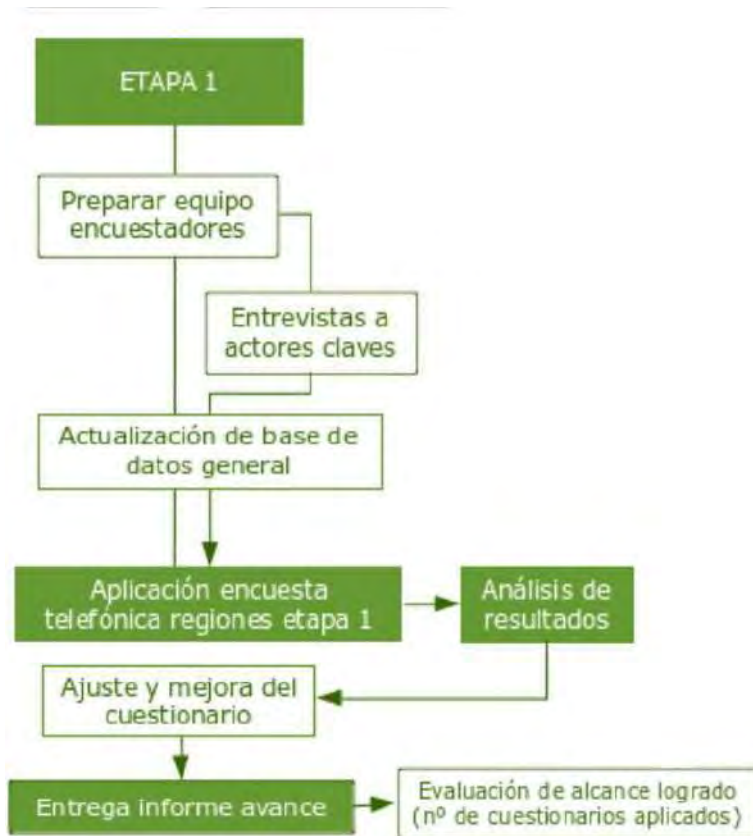 ETAPA 1
Preparar equipo
encuestadores
Entrevistas a
actores claves
Actualización de base de
datos general
Aplicación encuesta
telefónica regiones etapa 1
Análisis de
resultados
Ajuste y mejora del
cuestionario
Entrega informe avance
Evaluación de alcance logrado
(nº de cuestionarios aplicados)